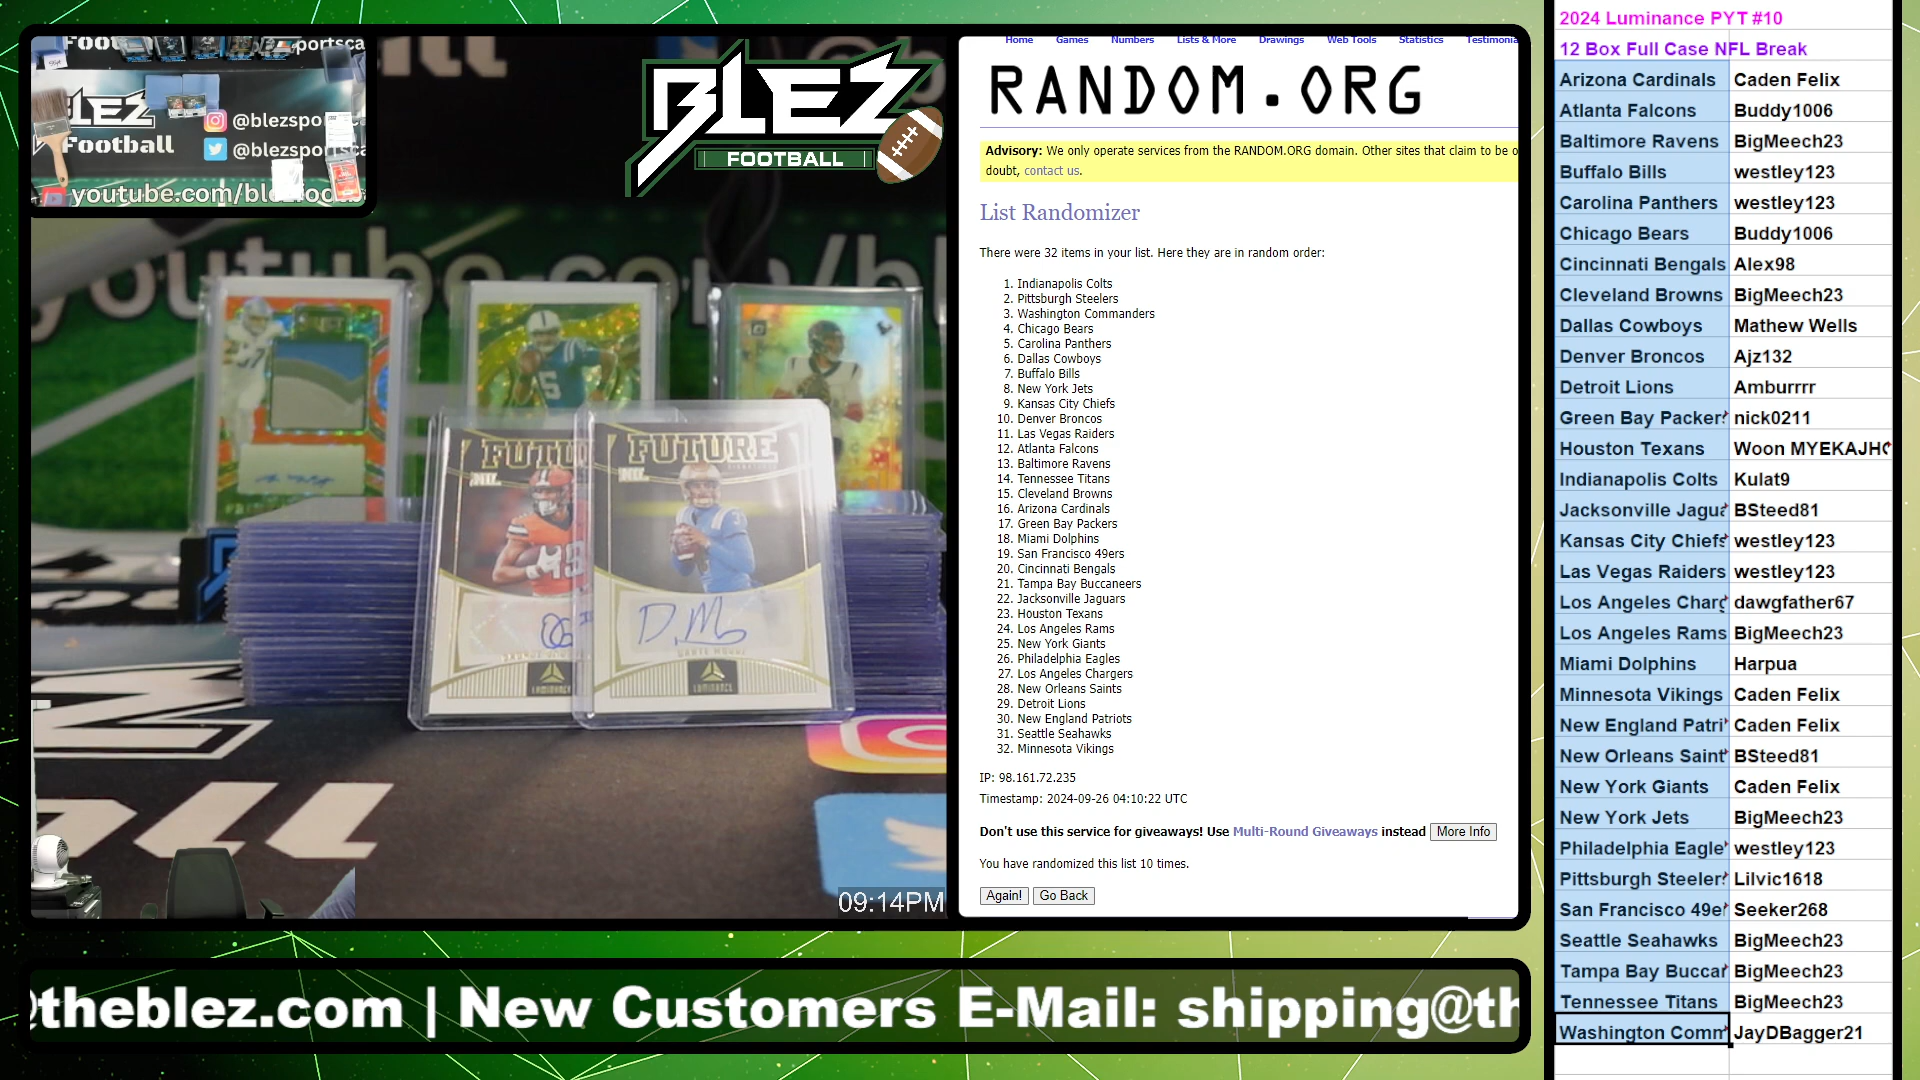 @blezspo
@blezsportsca
Football
youtube.com/blezfootb
BLEZ
FOOTBALL
FUTURE
D.M
LUMINANCE
09:14PM
Home Games Numbers Lists & More Drawings Web Tools Statistics Testimonia
RANDOM.ORG
Advisory: We only operate services from the RANDOM.ORG domain. Other sites that claim to be o
doubt, contact us.
List Randomizer
There were 32 items in your list. Here they are in random order:
1. Indianapolis Colts
2. Pittsburgh Steelers
3. Washington Commanders
4. Chicago Bears
5. Carolina Panthers
6. Dallas Cowboys
7. Buffalo Bills
8. New York Jets
9. Kansas City Chiefs
10. Denver Broncos
11. Las Vegas Raiders
12. Atlanta Falcons
13. Baltimore Ravens
14. Tennessee Titans
15. Cleveland Browns
16. Arizona Cardinals
17. Green Bay Packers
18. Miami Dolphins
19. San Francisco 49ers
20. Cincinnati Bengals
21. Tampa Bay Buccaneers
22. Jacksonville Jaguars
23. Houston Texans
24. Los Angeles Rams
25. New York Giants
26. Philadelphia Eagles
27. Los Angeles Chargers
28. New Orleans Saints
29. Detroit Lions
30. New England Patriots
31. Seattle Seahawks
32. Minnesota Vikings
IP: 98.161.72.235
Timestamp: 2024-09-26 04:10:22 UTC
Don't use this service for giveaways! Use Multi-Round Giveaways instead More Info
You have randomized this list 10 times.
Again! Go Back
2024 Luminance PYT #10
12 Box Full Case NFL Break
Arizona Cardinals Caden Felix
Atlanta Falcons Buddy1006
Baltimore Ravens BigMeech23
Buffalo Bills westley123
Carolina Panthers westley123
Chicago Bears Buddy1006
Cincinnati Bengals Alex98
Cleveland Browns BigMeech23
Dallas Cowboys Mathew Wells
Denver Broncos Ajz132
Detroit Lions Amburrrr
Green Bay Packer nick0211
Houston Texans Woon MYEKAJHC
Indianapolis Colts Kulat9
Jacksonville Jagua BSteed81
Kansas City Chiefs westley123
Las Vegas Raiders westley123
Los Angeles Charg dawgfather67
Los Angeles Rams BigMeech23
Miami Dolphins Harpua
Minnesota Vikings Caden Felix
New England Patri Caden Felix
New Orleans Saint BSteed81
New York Giants Caden Felix
New York Jets BigMeech23
Philadelphia Eagle westley123
Pittsburgh Steeler Lilvic1618
San Francisco 49e Seeker268
Seattle Seahawks BigMeech23
Tampa Bay Buccar BigMeech23
Tennessee Titans BigMeech23
Washington Comm JayDBagger21
@theblez.com | New Customers E-Mail: shipping@th